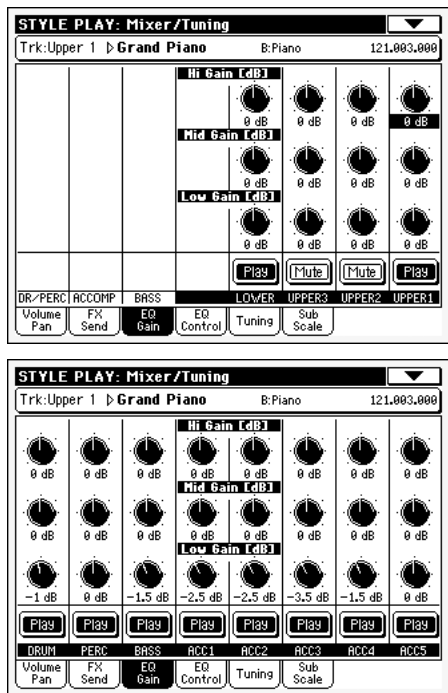 STYLE PLAY: Mixer/Tuning
Trk:Upper 1 ▷Grand Piano B:Piano 121.003.000
Hi Gain [dB]
0 dB 0 dB 0 dB 0 dB
Mid Gain [dB]
0 dB 0 dB 0 dB 0 dB
Low Gain [dB]
0 dB 0 dB 0 dB 0 dB
Play Mute Mute Play
DR/PERC ACCOMP BASS LOWER UPPER3 UPPER2 UPPER1
Volume Pan FX Send EQ Gain EQ Control Tuning Sub Scale
STYLE PLAY: Mixer/Tuning
Trk:Upper 1 ▷Grand Piano B:Piano 121.003.000
Hi Gain [dB]
0 dB 0 dB 0 dB 0 dB 0 dB 0 dB 0 dB 0 dB
Mid Gain [dB]
0 dB 0 dB 0 dB 0 dB 0 dB 0 dB 0 dB 0 dB
Low Gain [dB]
-1 dB 0 dB -1.5 dB -2.5 dB -2.5 dB -3.5 dB -1.5 dB 0 dB
Play Play Play Play Play Play Play Play
DRUM PERC BASS ACC1 ACC2 ACC3 ACC4 ACC5
Volume Pan FX Send EQ Gain EQ Control Tuning Sub Scale